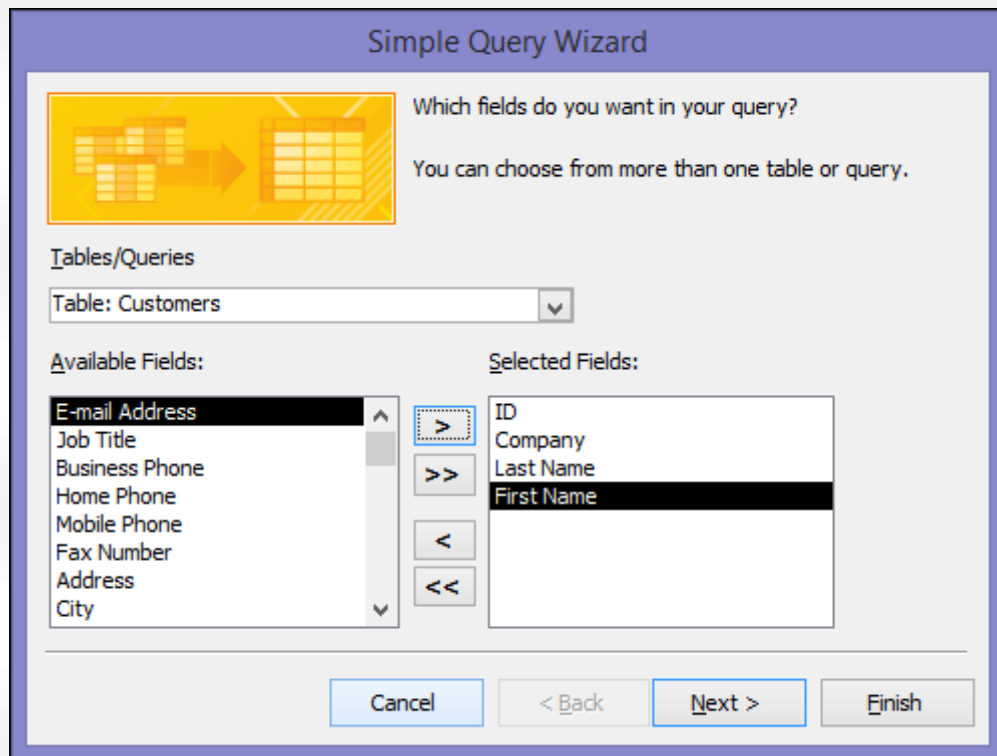 Simple Query Wizard
Which fields do you want in your query?
You can choose from more than one table or query.
Tables/Queries
Table: Customers
Available Fields:
E-mail Address
Job Title
Business Phone
Home Phone
Mobile Phone
Fax Number
Address
City
>
>>
<
<<
Selected Fields:
ID
Company
Last Name
First Name
Cancel
< Back
Next >
Finish